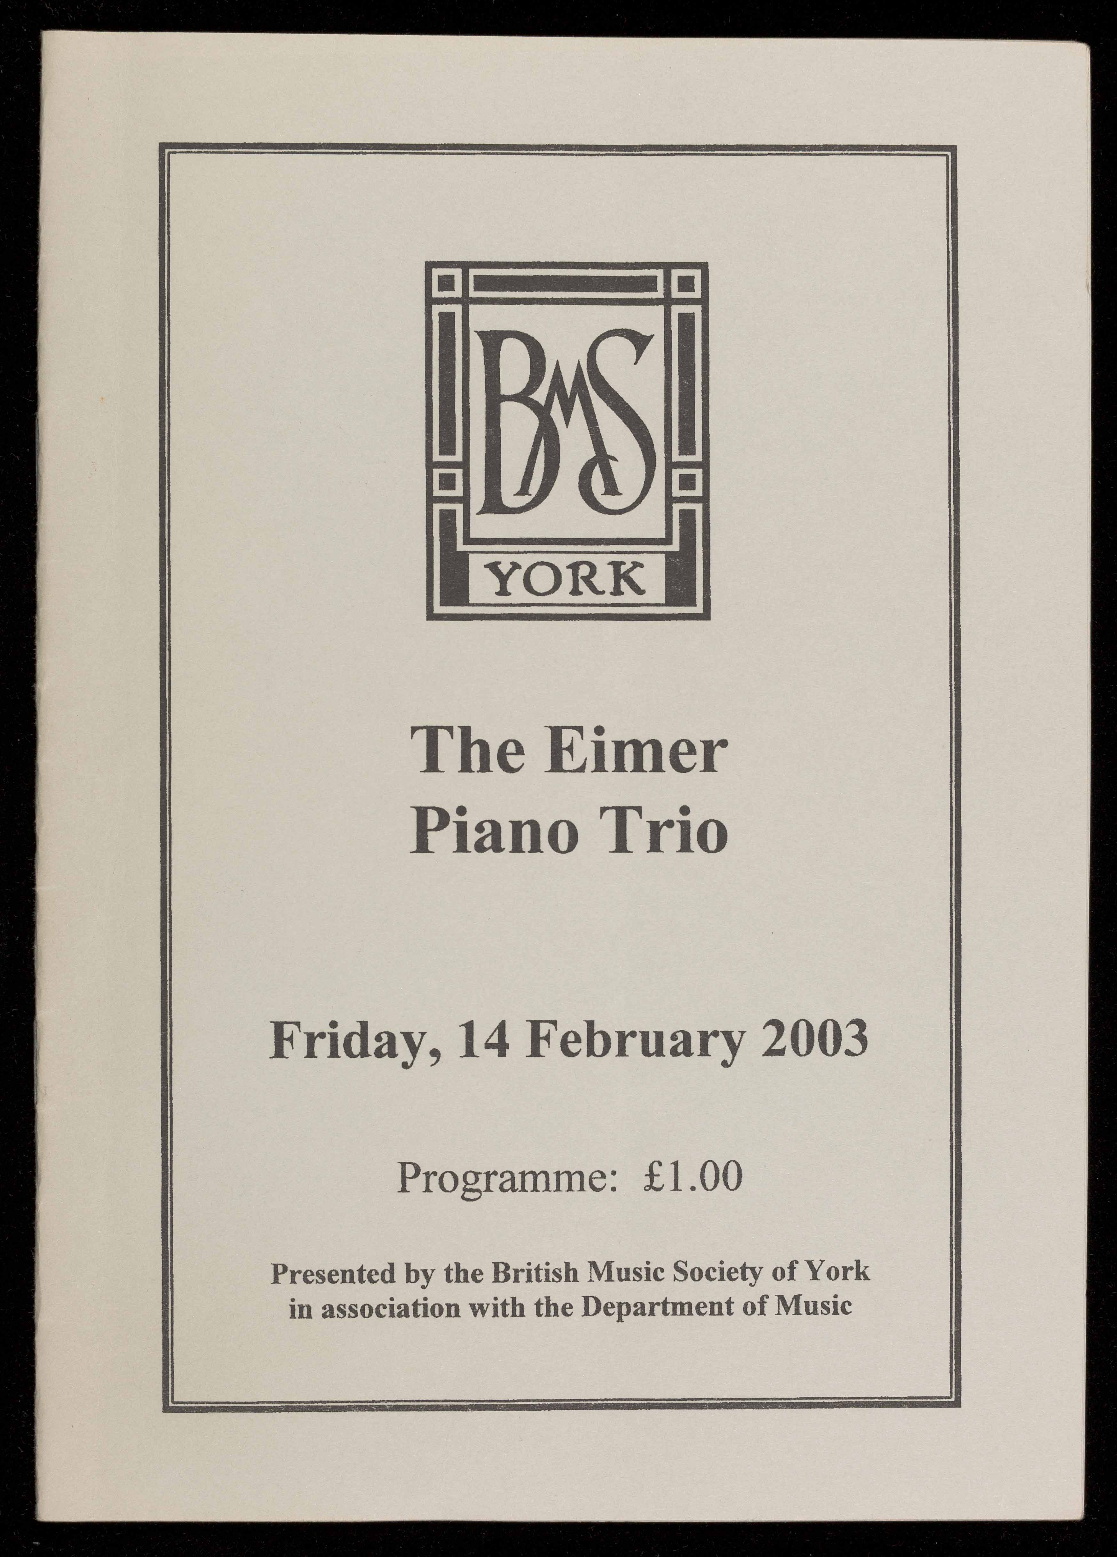 BMS
YORK
The Eimer
Piano Trio
Friday, 14 February 2003
Programme: £1.00
Presented by the British Music Society of York
in association with the Department of Music